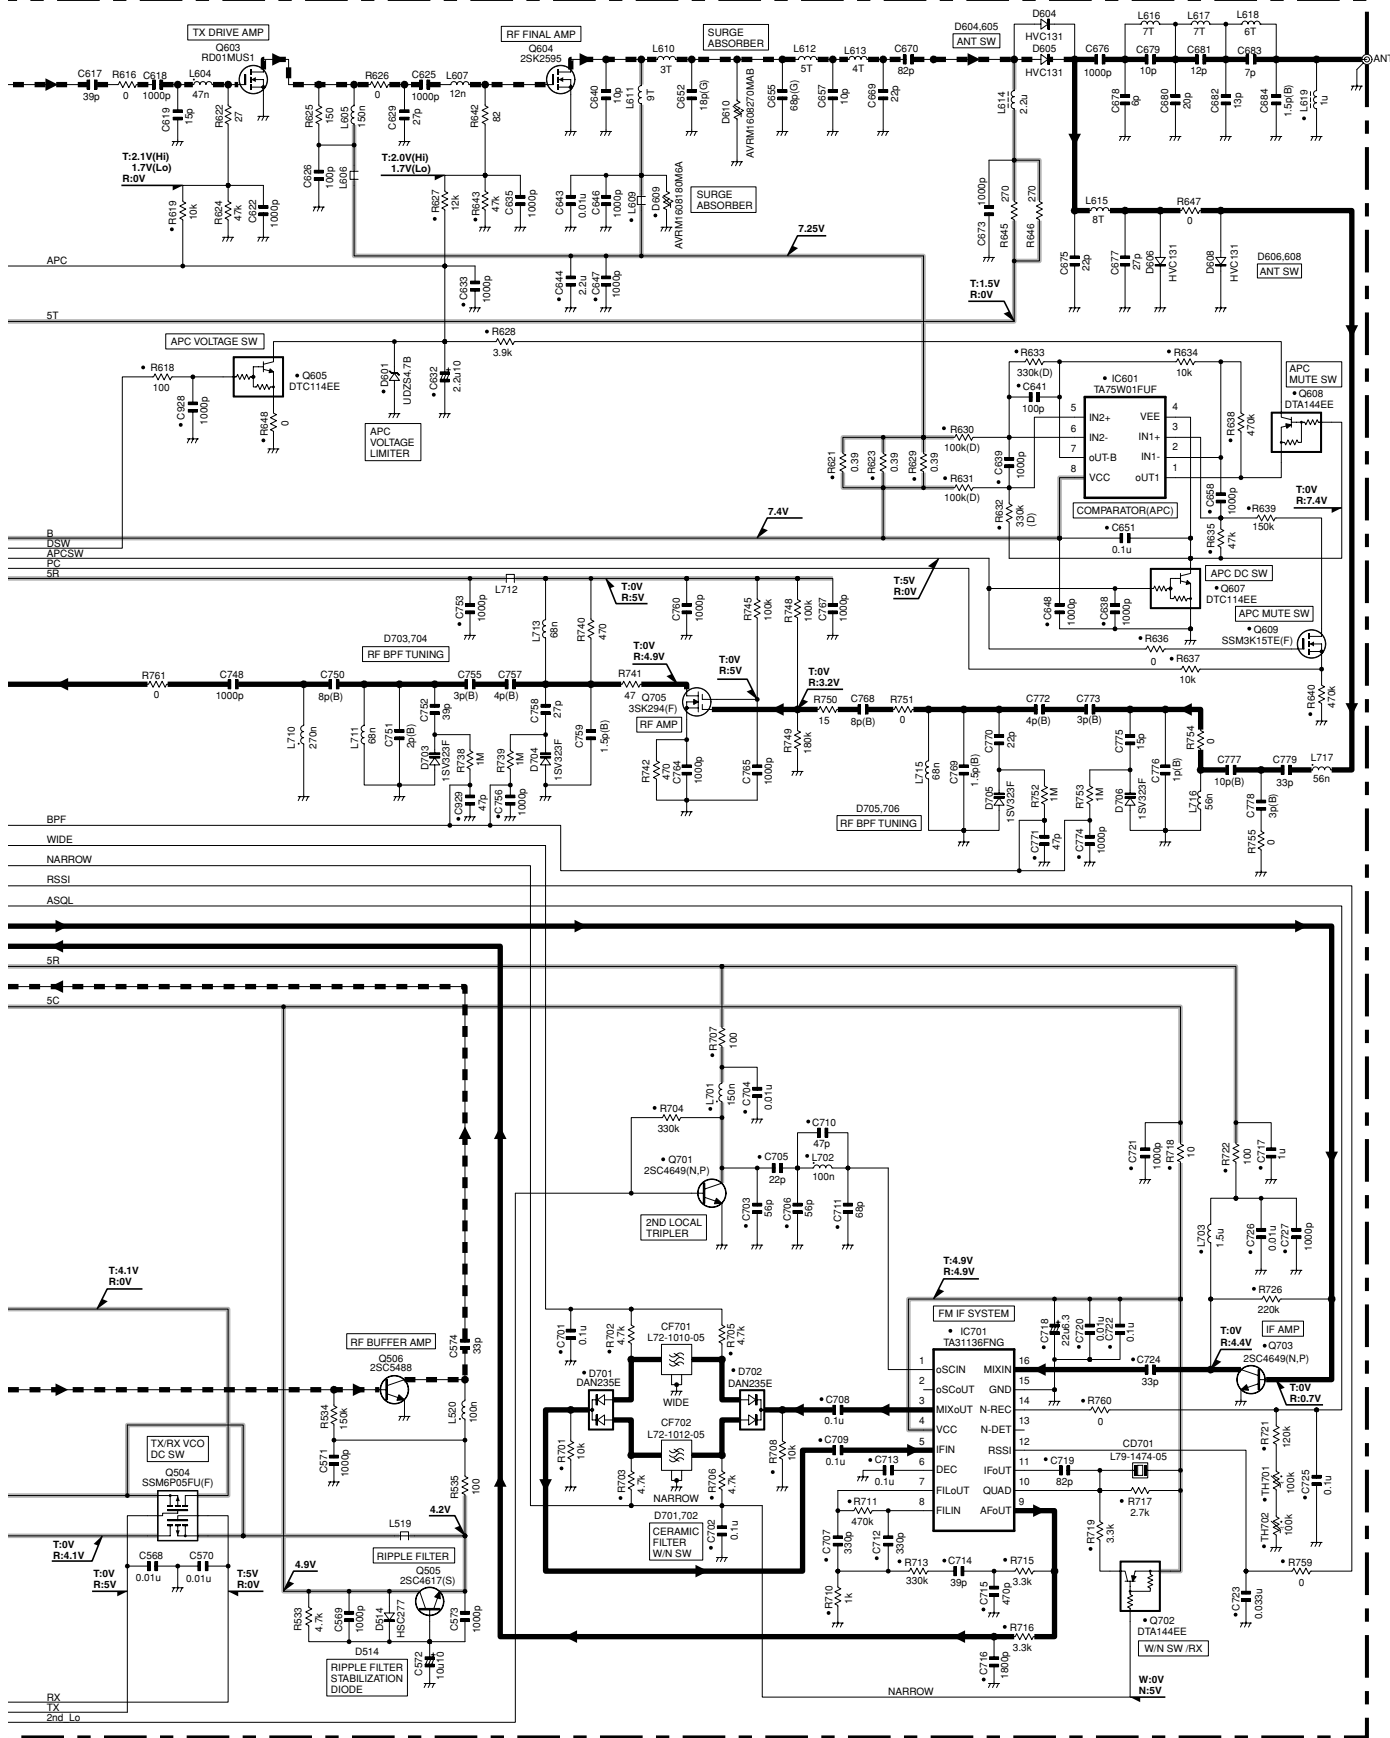 TX DRIVE AMP
Q603
RD01MUS1
C617
39p
R616
0
C618
1000p
L604
47n
C619
15p
R622
27
T:2.1V(Hi)
1.7V(Lo)
R:0V
R619
10k
R624
47k
C622
1000p
R625
150
L605
150n
C626
100p
L606
R626
0
C625
1000p
L607
12n
C629
27p
T:2.0V(Hi)
1.7V(Lo)
R642
82
R627
12k
R643
47k
C635
1000p
RF FINAL AMP
Q604
2SK2595
C640
10p
L611
9T
L610
3T
C652
18p(G)
SURGE
ABSORBER
D610
AVRM1608270MAB
C655
68p(G)
L612
5T
C657
10p
L613
4T
C669
22p
C670
82p
D604,605
ANT SW
D604
HVC131
D605
HVC131
C676
1000p
L616
7T
L617
7T
L618
6T
C679
10p
C681
12p
C683
7p
C678
6p
C680
20p
C682
13p
C684
1.5p(B)
L619
1u
ANT
L614
2.2u
C643
0.01u
C646
1000p
L609
D609
AVRM1608180M6A
SURGE
ABSORBER
C673
1000p
270
R645
270
R646
L615
8T
R647
0
C675
22p
C677
27p
D606
HVC131
D608
HVC131
D606,608
ANT SW
7.25V
APC
C633
1000p
C644
2.2u
C647
1000p
T:1.5V
R:0V
5T
APC VOLTAGE SW
R618
100
C928
1000p
Q605
DTC114EE
R648
0
D601
UDZS4.7B
C632
2.2u10
APC
VOLTAGE
LIMITER
R628
3.9k
R633
330k(D)
R634
10k
C641
100p
IC601
TA75W01FUF
5
6
7
8
IN2+
IN2-
oUT-B
VCC
VEE
IN1+
IN1-
oUT1
4
3
2
1
R638
470k
APC
MUTE SW
Q608
DTA144EE
R621
0.39
R623
0.39
R629
0.39
R630
100k(D)
R631
100k(D)
C639
1000p
R632
330k
(D)
COMPARATOR(APC)
C651
0.1u
C658
1000p
R635
47k
R639
150k
T:0V
R:7.4V
7.4V
B
DSW
APCSW
PC
5R
T:5V
R:0V
L712
C753
1000p
L713
68n
R740
470
T:0V
R:5V
C760
1000p
R745
100k
R748
100k
C767
1000p
C648
1000p
C638
1000p
APC DC SW
Q607
DTC114EE
APC MUTE SW
Q609
SSM3K15TE(F)
R636
0
R637
10k
R640
470k
D703,704
RF BPF TUNING
R761
0
C748
1000p
C750
8p(B)
C755
3p(B)
C757
4p(B)
L710
270n
L711
68n
C751
2p(B)
C752
39p
D703
1SV323F
R738
1M
C929
47p
R739
1M
C756
1000p
C758
27p
D704
1SV323F
C759
1.5p(B)
R741
47
T:0V
R:4.9V
T:0V
R:5V
Q705
3SK294(F)
RF AMP
R742
470
C764
1000p
C765
1000p
T:0V
R:3.2V
R750
15
R749
180k
C768
8p(B)
R751
0
C772
4p(B)
C773
3p(B)
L715
68n
C769
1.5p(B)
C770
22p
D705
1SV323F
R752
1M
C771
47p
R753
1M
C774
1000p
C775
15p
D706
1SV323F
C776
1p(B)
R754
0
L716
56n
C777
10p(B)
C779
33p
L717
56n
C778
3p(B)
R755
0
D705,706
RF BPF TUNING
BPF
WIDE
NARROW
RSSI
ASQL
5R
5C
R707
100
L701
150n
C704
0.01u
R704
330k
Q701
2SC4649(N,P)
2ND LOCAL
TRIPLER
C703
56p
C705
22p
C710
47p
L702
100n
C706
56p
C711
68p
C721
1000p
R718
10
R722
100
C717
1u
L703
1.5u
C726
0.01u
C727
1000p
T:4.1V
R:0V
T:4.9V
R:4.9V
R726
220k
RF BUFFER AMP
Q506
2SC5488
C574
33p
C701
0.1u
R702
4.7k
CF701
L72-1010-05
R705
4.7k
D701
DAN235E
D702
DAN235E
WIDE
CF702
L72-1012-05
FM IF SYSTEM
IC701
TA31136FNG
C718
22u6.3
C720
0.01u
C722
0.1u
IF AMP
Q703
2SC4649(N,P)
T:0V
R:4.4V
T:0V
R:0.7V
C724
33p
1
2
3
4
5
6
7
8
oSCIN
oSCoUT
MIXoUT
VCC
IFIN
DEC
FILoUT
FILIN
MIXIN
GND
N-REC
N-DET
RSSI
IFoUT
QUAD
AFoUT
16
15
14
13
12
11
10
9
R760
0
R534
150k
C571
1000p
L520
100n
R535
100
TX/RX VCO
DC SW
Q504
SSM6P05FU(F)
R701
10k
R703
4.7k
R706
4.7k
NARROW
R708
10k
C708
0.1u
C709
0.1u
C713
0.1u
R711
470k
C707
330p
C712
330p
R710
1k
R713
330k
C714
39p
C715
470p
R715
3.3k
R716
3.3k
C716
1800p
D701,702
CERAMIC
FILTER
W/N SW
C702
0.1u
CD701
L79-1474-05
C719
82p
R717
2.7k
R719
3.3k
R721
120k
TH701
100k
TH702
100k
C725
0.1u
R759
0
C723
0.033u
Q702
DTA144EE
W/N SW /RX
W:0V
N:5V
NARROW
4.2V
L519
T:0V
R:4.1V
C568
0.01u
C570
0.01u
T:0V
R:5V
T:5V
R:0V
4.9V
RIPPLE FILTER
Q505
2SC4617(S)
R533
4.7k
C569
1000p
D514
HSC277
C573
1000p
C572
10u10
D514
RIPPLE FILTER
STABILIZATION
DIODE
RX
TX
2nd Lo